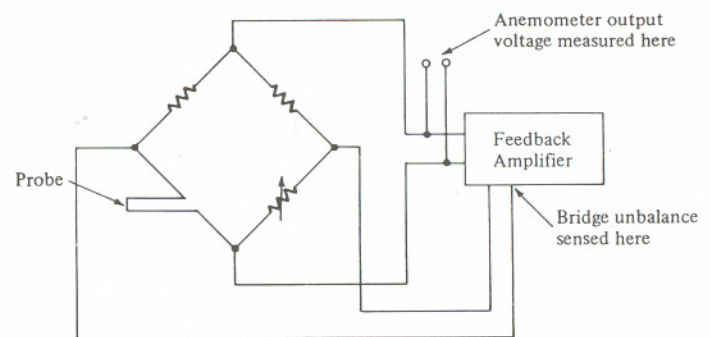 Anemometer output
voltage measured here
Feedback
Amplifier
Probe
Bridge unbalance
sensed here